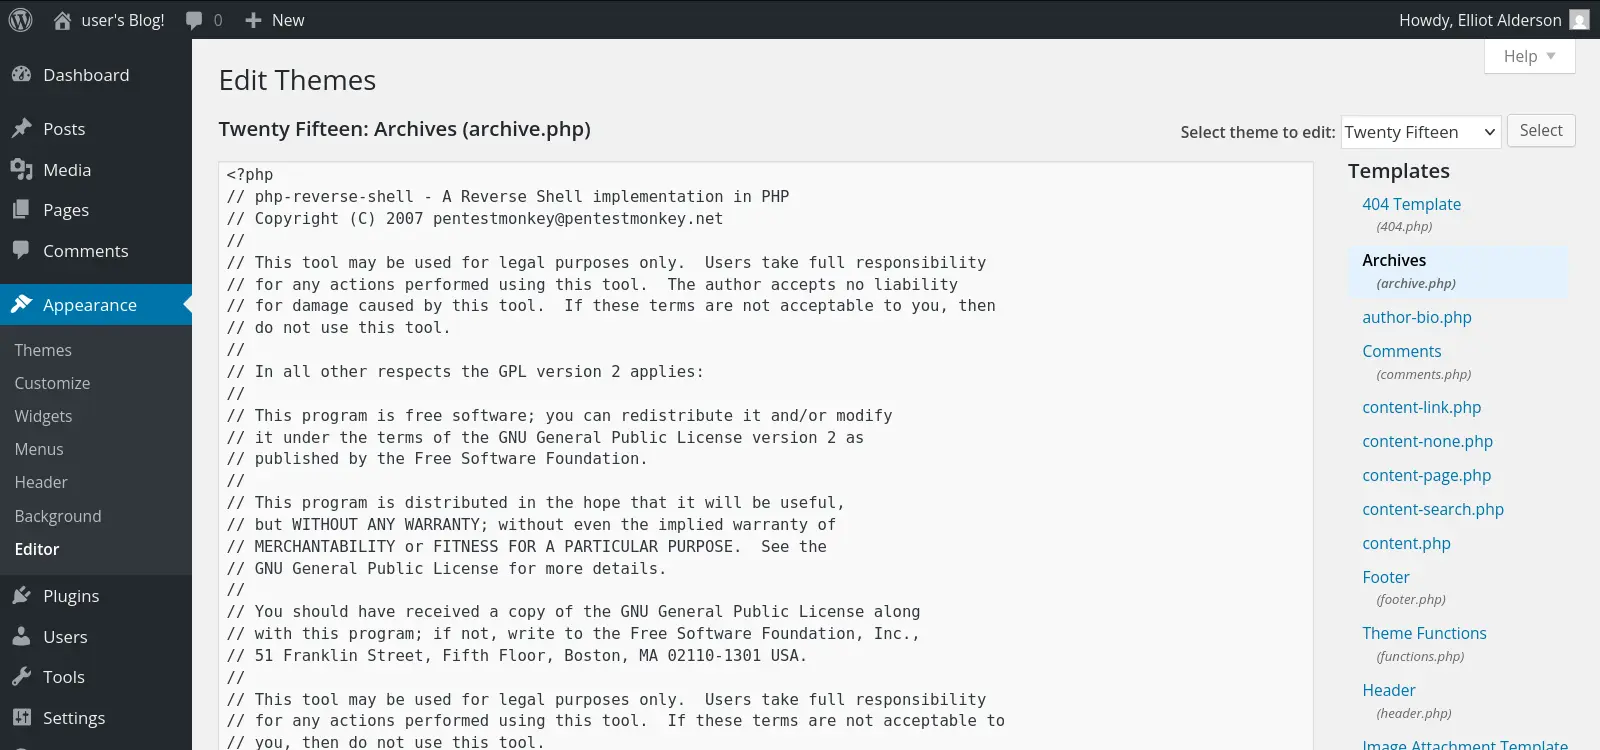 user's Blog! 0 New Howdy, Elliot Alderson
Dashboard
Posts
Media
Pages
Comments
Appearance
Themes
Customize
Widgets
Menus
Header
Background
Editor
Plugins
Users
Tools
Settings
Help
Edit Themes
Twenty Fifteen: Archives (archive.php)
Select theme to edit: Twenty Fifteen Select
<?php
// php-reverse-shell - A Reverse Shell implementation in PHP
// Copyright (C) 2007 pentestmonkey@pentestmonkey.net
//
// This tool may be used for legal purposes only.  Users take full responsibility
// for any actions performed using this tool.  The author accepts no liability
// for damage caused by this tool.  If these terms are not acceptable to you, then
// do not use this tool.
//
// In all other respects the GPL version 2 applies:
//
// This program is free software; you can redistribute it and/or modify
// it under the terms of the GNU General Public License version 2 as
// published by the Free Software Foundation.
//
// This program is distributed in the hope that it will be useful,
// but WITHOUT ANY WARRANTY; without even the implied warranty of
// MERCHANTABILITY or FITNESS FOR A PARTICULAR PURPOSE.  See the
// GNU General Public License for more details.
//
// You should have received a copy of the GNU General Public License along
// with this program; if not, write to the Free Software Foundation, Inc.,
// 51 Franklin Street, Fifth Floor, Boston, MA 02110-1301 USA.
//
// This tool may be used for legal purposes only.  Users take full responsibility
// for any actions performed using this tool.  If these terms are not acceptable to
// you, then do not use this tool.
Templates
404 Template
(404.php)
Archives
(archive.php)
author-bio.php
Comments
(comments.php)
content-link.php
content-none.php
content-page.php
content-search.php
content.php
Footer
(footer.php)
Theme Functions
(functions.php)
Header
(header.php)
Image Attachment Template